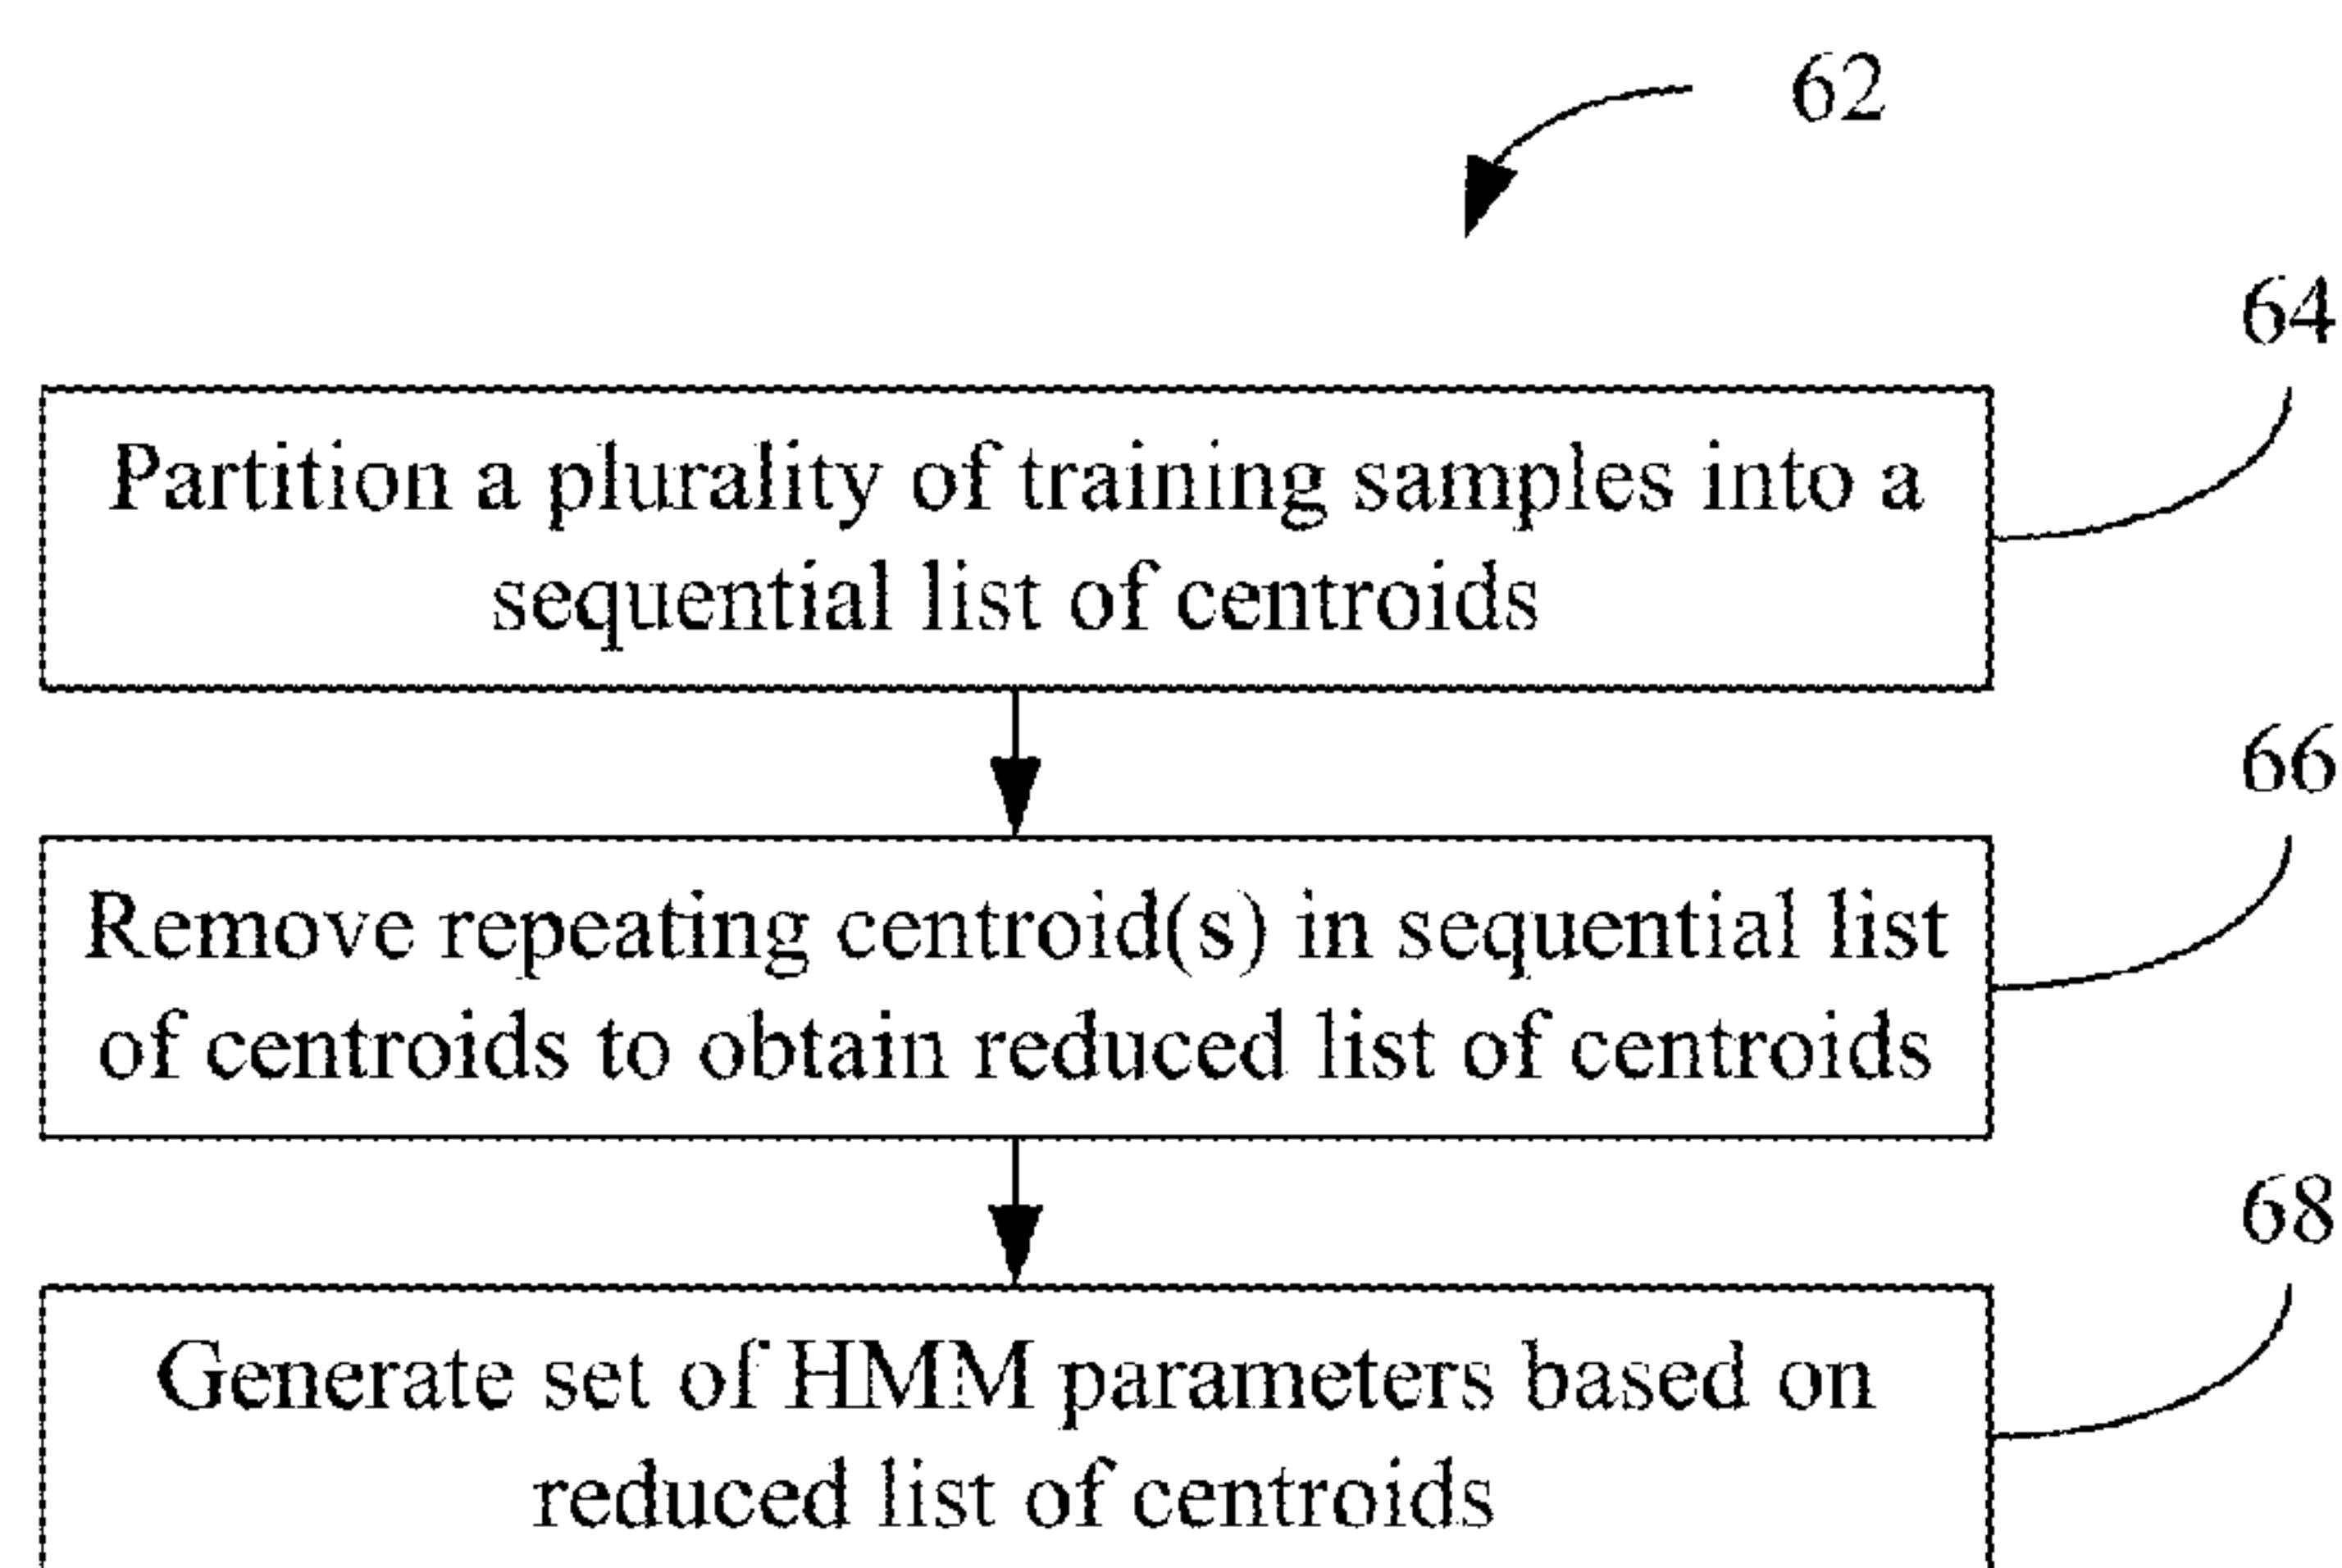 62
64
Partition a plurality of training samples into a
sequential list of centroids
66
Remove repeating centroid(s) in sequential list
of centroids to obtain reduced list of centroids
68
Generate set of HMM parameters based on
reduced list of centroids